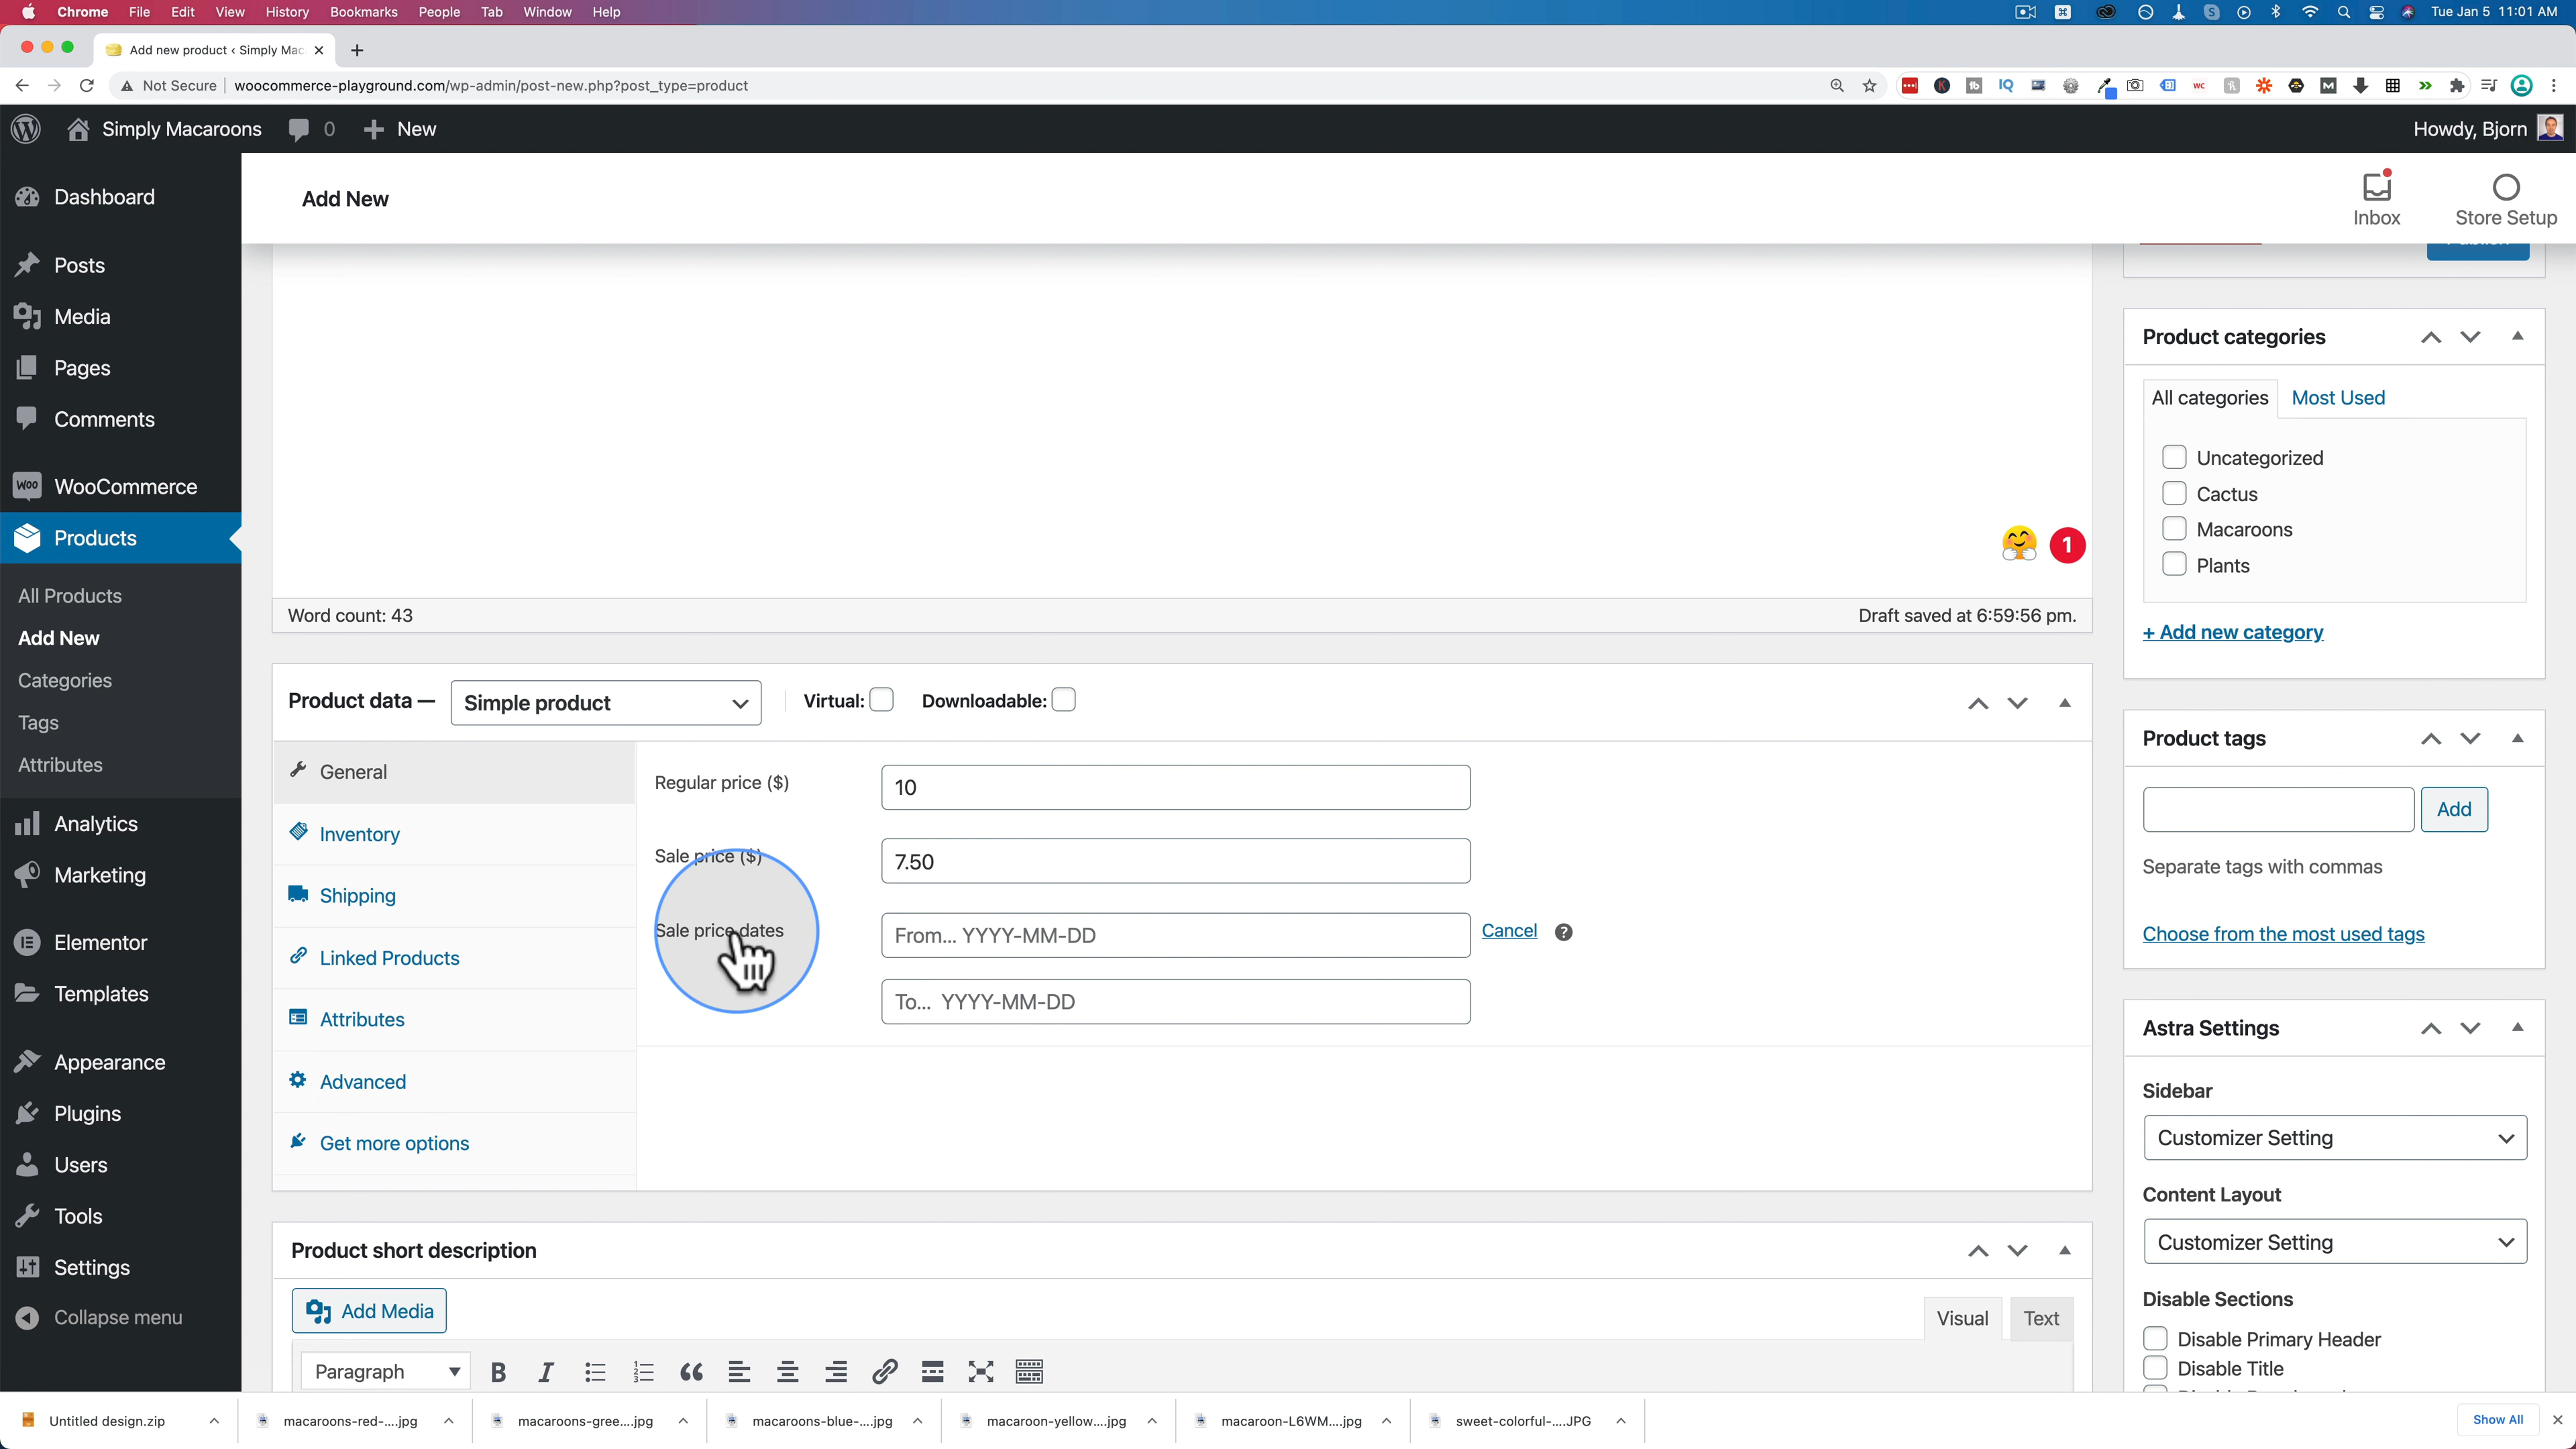 Chrome File Edit View History Bookmarks People Tab Window Help Tue Jan 5 11:01 AM
Add new product ‹ Simply Mac
Not Secure woocommerce-playground.com/wp-admin/post-new.php?post_type=product
Simply Macaroons 0 New Howdy, Bjorn
Add New
Inbox
Store Setup
Dashboard
Posts
Media
Pages
Comments
WooCommerce
Products
All Products
Add New
Categories
Tags
Attributes
Analytics
Marketing
Elementor
Templates
Appearance
Plugins
Users
Tools
Settings
Collapse menu
1
Word count: 43
Draft saved at 6:59:56 pm.
Product data —
Simple product
Virtual:
Downloadable:
General
Inventory
Shipping
Linked Products
Attributes
Advanced
Get more options
Regular price ($)
10
Sale price ($)
7.50
Sale price dates
From... YYYY-MM-DD
Cancel
To... YYYY-MM-DD
Product short description
Add Media
Visual
Text
Paragraph
Product categories
All categories
Most Used
Uncategorized
Cactus
Macaroons
Plants
+ Add new category
Product tags
Add
Separate tags with commas
Choose from the most used tags
Astra Settings
Sidebar
Customizer Setting
Content Layout
Customizer Setting
Disable Sections
Disable Primary Header
Disable Title
Untitled design.zip
macaroons-red-....jpg
macaroons-gree....jpg
macaroons-blue-....jpg
macaroon-yellow....jpg
macaroon-L6WM....jpg
sweet-colorful-....JPG
Show All